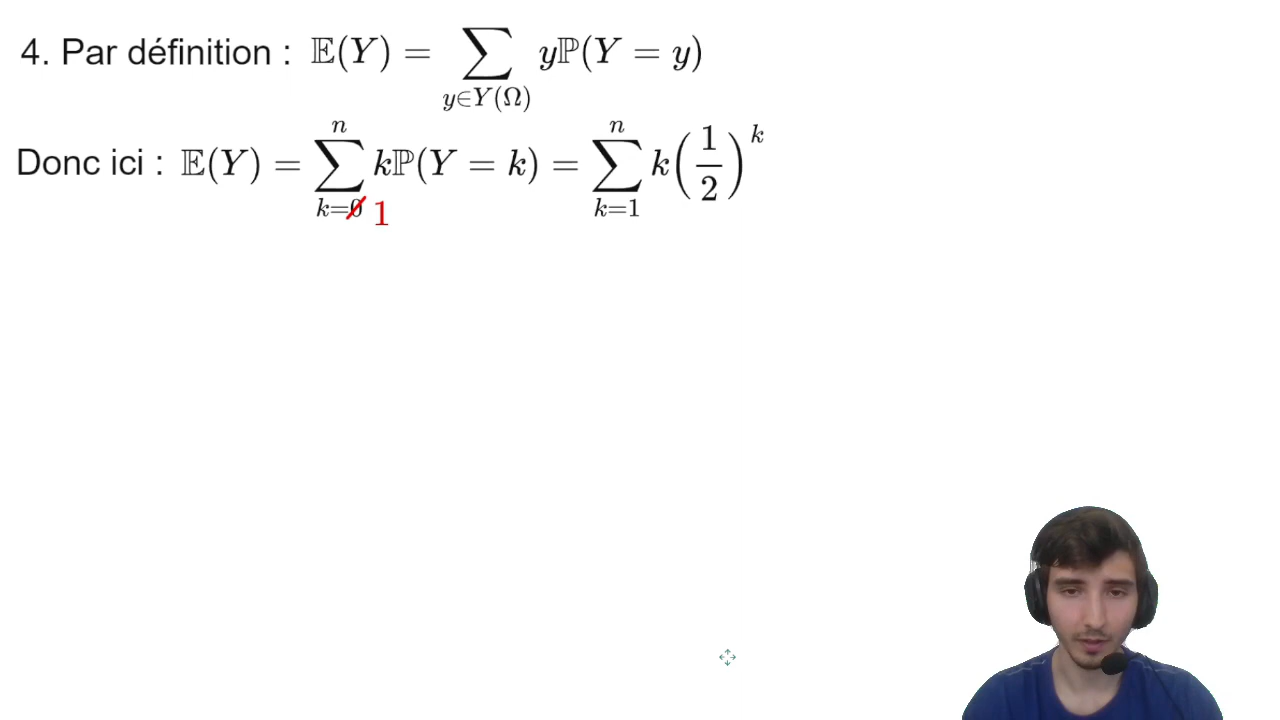 4. Par définition : 𝔼(Y) = ∑_{y∈Y(Ω)} yℙ(Y = y)
Donc ici : 𝔼(Y) = ∑_{k=0}^{n} kℙ(Y = k) = ∑_{k=1}^{n} k(1/2)^k
1